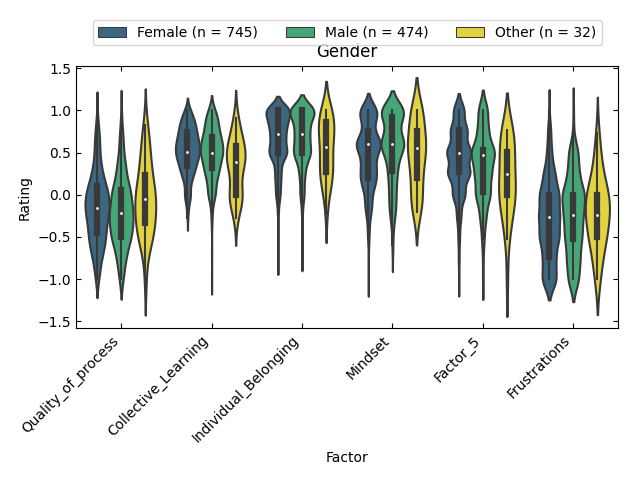 Female (n = 745) Male (n = 474) Other (n = 32)
Gender
1.5
1.0
0.5
0.0
−0.5
−1.0
−1.5
Rating
Quality_of_process
Collective_Learning
Individual_Belonging
Mindset
Factor_5
Frustrations
Factor